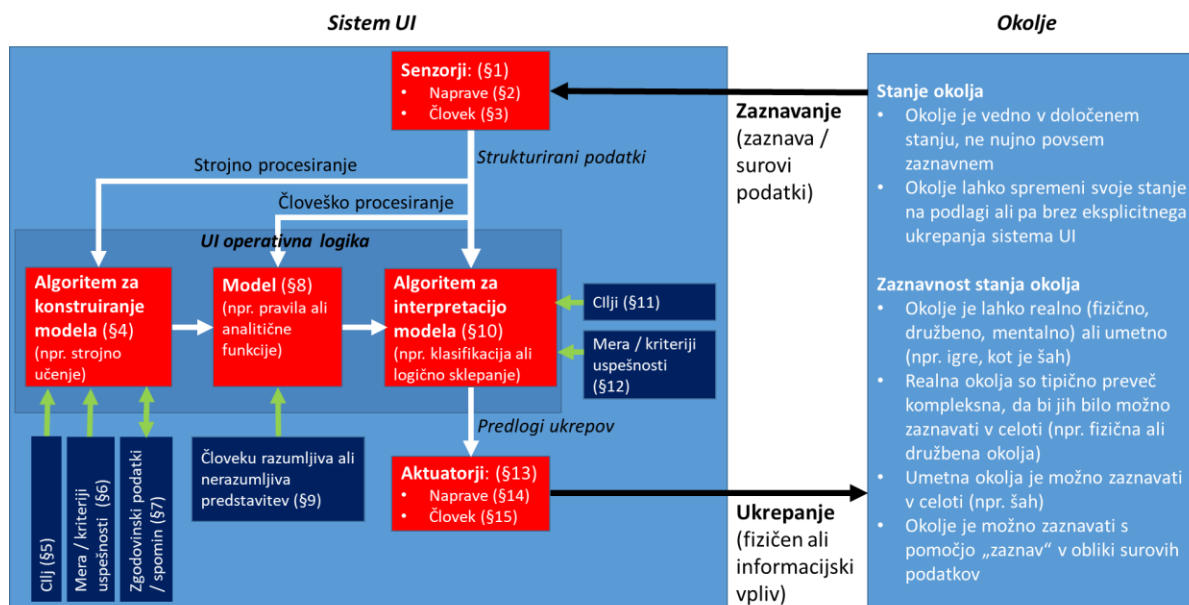 Sistem UI
Okolje
Senzorji: (§1)
• Naprave (§2)
• Človek (§3)
Zaznavanje
(zaznava /
surovi
podatki)
Strukturirani podatki
Strojno procesiranje
Človeško procesiranje
UI operativna logika
Algoritem za
konstruiranje
modela (§4)
(npr. strojno
učenje)
Model (§8)
(npr. pravila ali
analitične
funkcije)
Algoritem za
interpretacijo
modela (§10)
(npr. klasifikacija ali
logično sklepanje)
CIlji (§11)
Mera / kriteriji
uspešnosti
(§12)
Predlogi ukrepov
CIlj (§5)
Mera / kriteriji
uspešnosti (§6)
Zgodovinski podatki
/ spomin (§7)
Človeku razumljiva ali
nerazumljiva
predstavitev (§9)
Aktuatorji: (§13)
• Naprave (§14)
• Človek (§15)
Ukrepanje
(fizičen ali
informacijski
vpliv)
Stanje okolja
• Okolje je vedno v določenem
stanju, ne nujno povsem
zaznavnem
• Okolje lahko spremeni svoje stanje
na podlagi ali pa brez eksplicitnega
ukrepanja sistema UI
Zaznavnost stanja okolja
• Okolje je lahko realno (fizično,
družbeno, mentalno) ali umetno
(npr. igre, kot je šah)
• Realna okolja so tipično preveč
kompleksna, da bi jih bilo možno
zaznavati v celoti (npr. fizična ali
družbena okolja)
• Umetna okolja je možno zaznavati
v celoti (npr. šah)
• Okolje je možno zaznavati s
pomočjo „zaznav“ v obliki surovih
podatkov